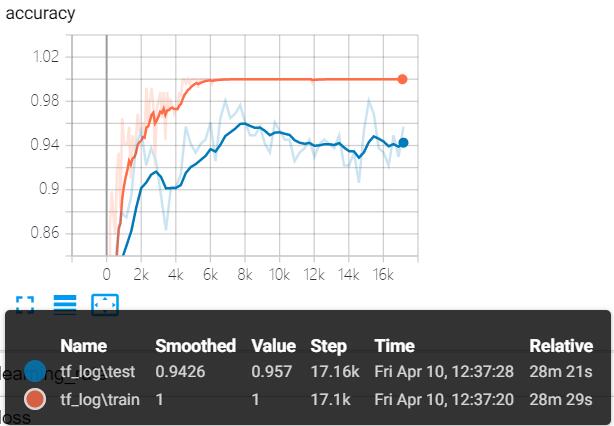 accuracy
1.02
0.98
0.94
0.9
0.86
0 2k 4k 6k 8k 10k 12k 14k 16k
Name Smoothed Value Step Time Relative
tf_log\test 0.9426 0.957 17.16k Fri Apr 10, 12:37:28 28m 21s
tf_log\train 1 1 17.1k Fri Apr 10, 12:37:20 28m 29s
loss